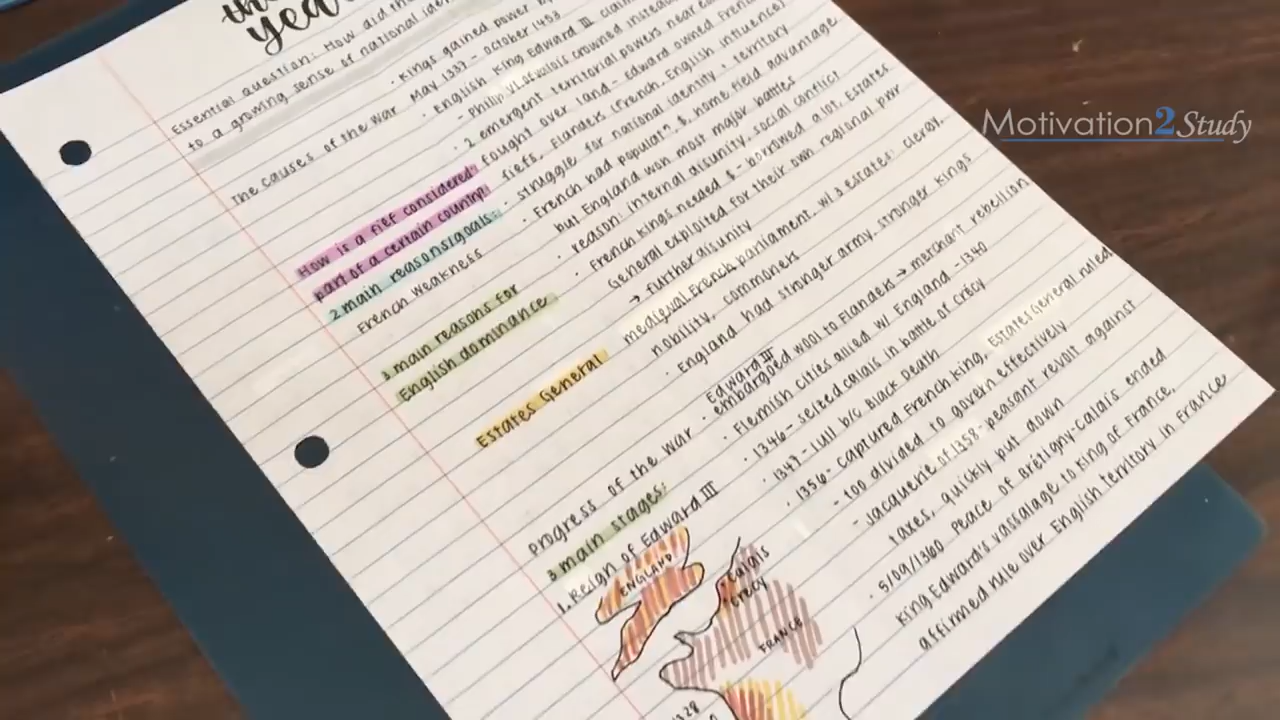 the
yea
Essential question: How did th
to a growing sense of national ide
The causes of the war
• Kings gained power b
May 1337 - October 1453
• English King Edward III clai
- Philip VI DeValois crowned instead
• 2 emergent territorial powers near ea
fought over land - Edward owned French
fiefs, Flanders (French, English influence)
• struggle for national identity + territory
• French had populatn, $, home field advantage
but England won most major battles
• reason: internal disunity, social conflict
• French kings needed $ - borrowed a lot, Estates
General exploited for their own regional pwr
→ further disunity
How is a fief considered
part of a certain country?
2 main reasons/goals:
French weakness
3 main reasons for
English dominance
Estates General
medieval French parliament, w/ 3 estates: clergy,
nobility, commoners
• England had stronger army, stronger kings
Progress of the war
Edward III
• embargoed wool to Flanders → merchant rebellion
• Flemish cities allied w/ England - 1340
• 1346 - seized Calais in battle of Crécy
• 1347 - lull b/c Black Death
• 1356 - captured French king, Estates General ruled
- too divided to govern effectively
- Jacquerie of 1358 - peasant revolt against
taxes, quickly put down
• 5/09/1360 Peace of Brétigny-Calais ended
King Edward's vassalage to King of France,
affirmed rule over English territory in France
3 main stages:
1. Reign of Edward III
ENGLAND
• Calais
• Crécy
FRANCE
Motivation2Study